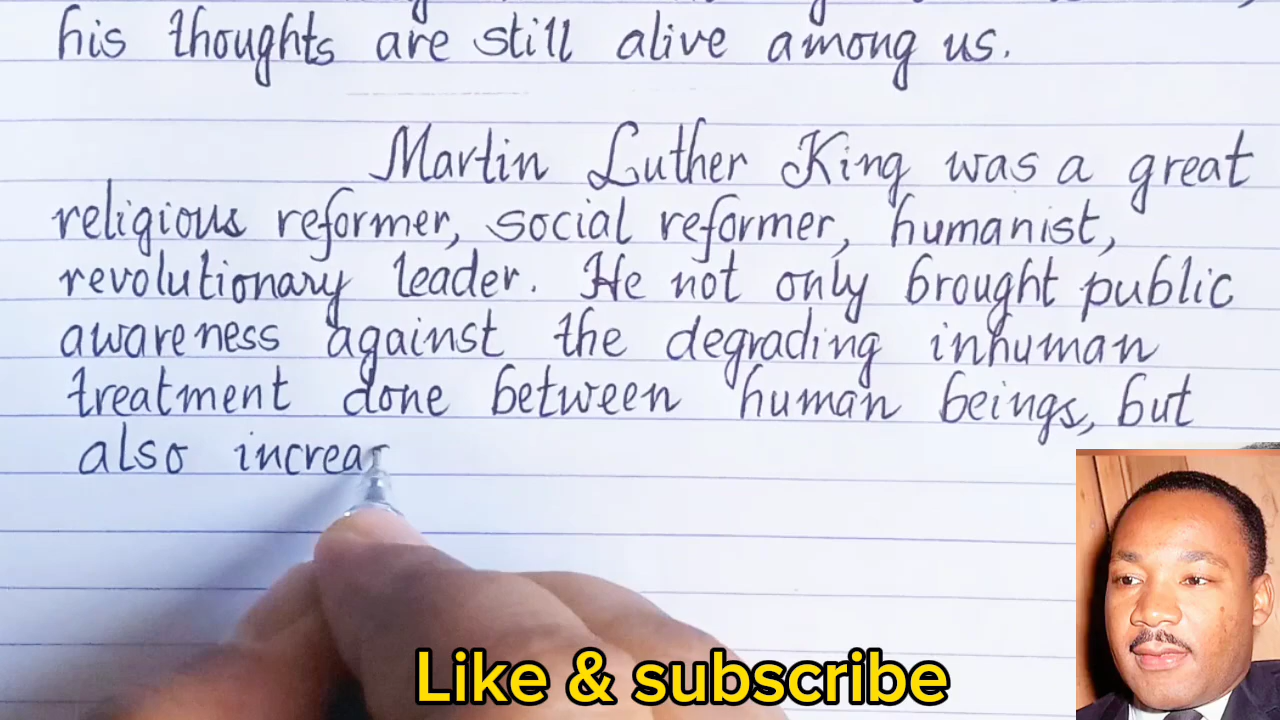 his thoughts are still alive among us.
Martin Luther King was a great
religious reformer, social reformer, humanist,
revolutionary leader. He not only brought public
awareness against the degrading inhuman
treatment done between human beings, but
also increa
Like & subscribe